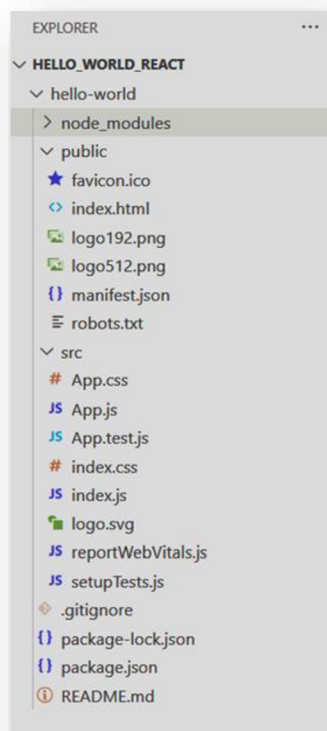 EXPLORER ...
HELLO_WORLD_REACT
hello-world
node_modules
public
favicon.ico
index.html
logo192.png
logo512.png
manifest.json
robots.txt
src
App.css
App.js
App.test.js
index.css
index.js
logo.svg
reportWebVitals.js
setupTests.js
.gitignore
package-lock.json
package.json
README.md